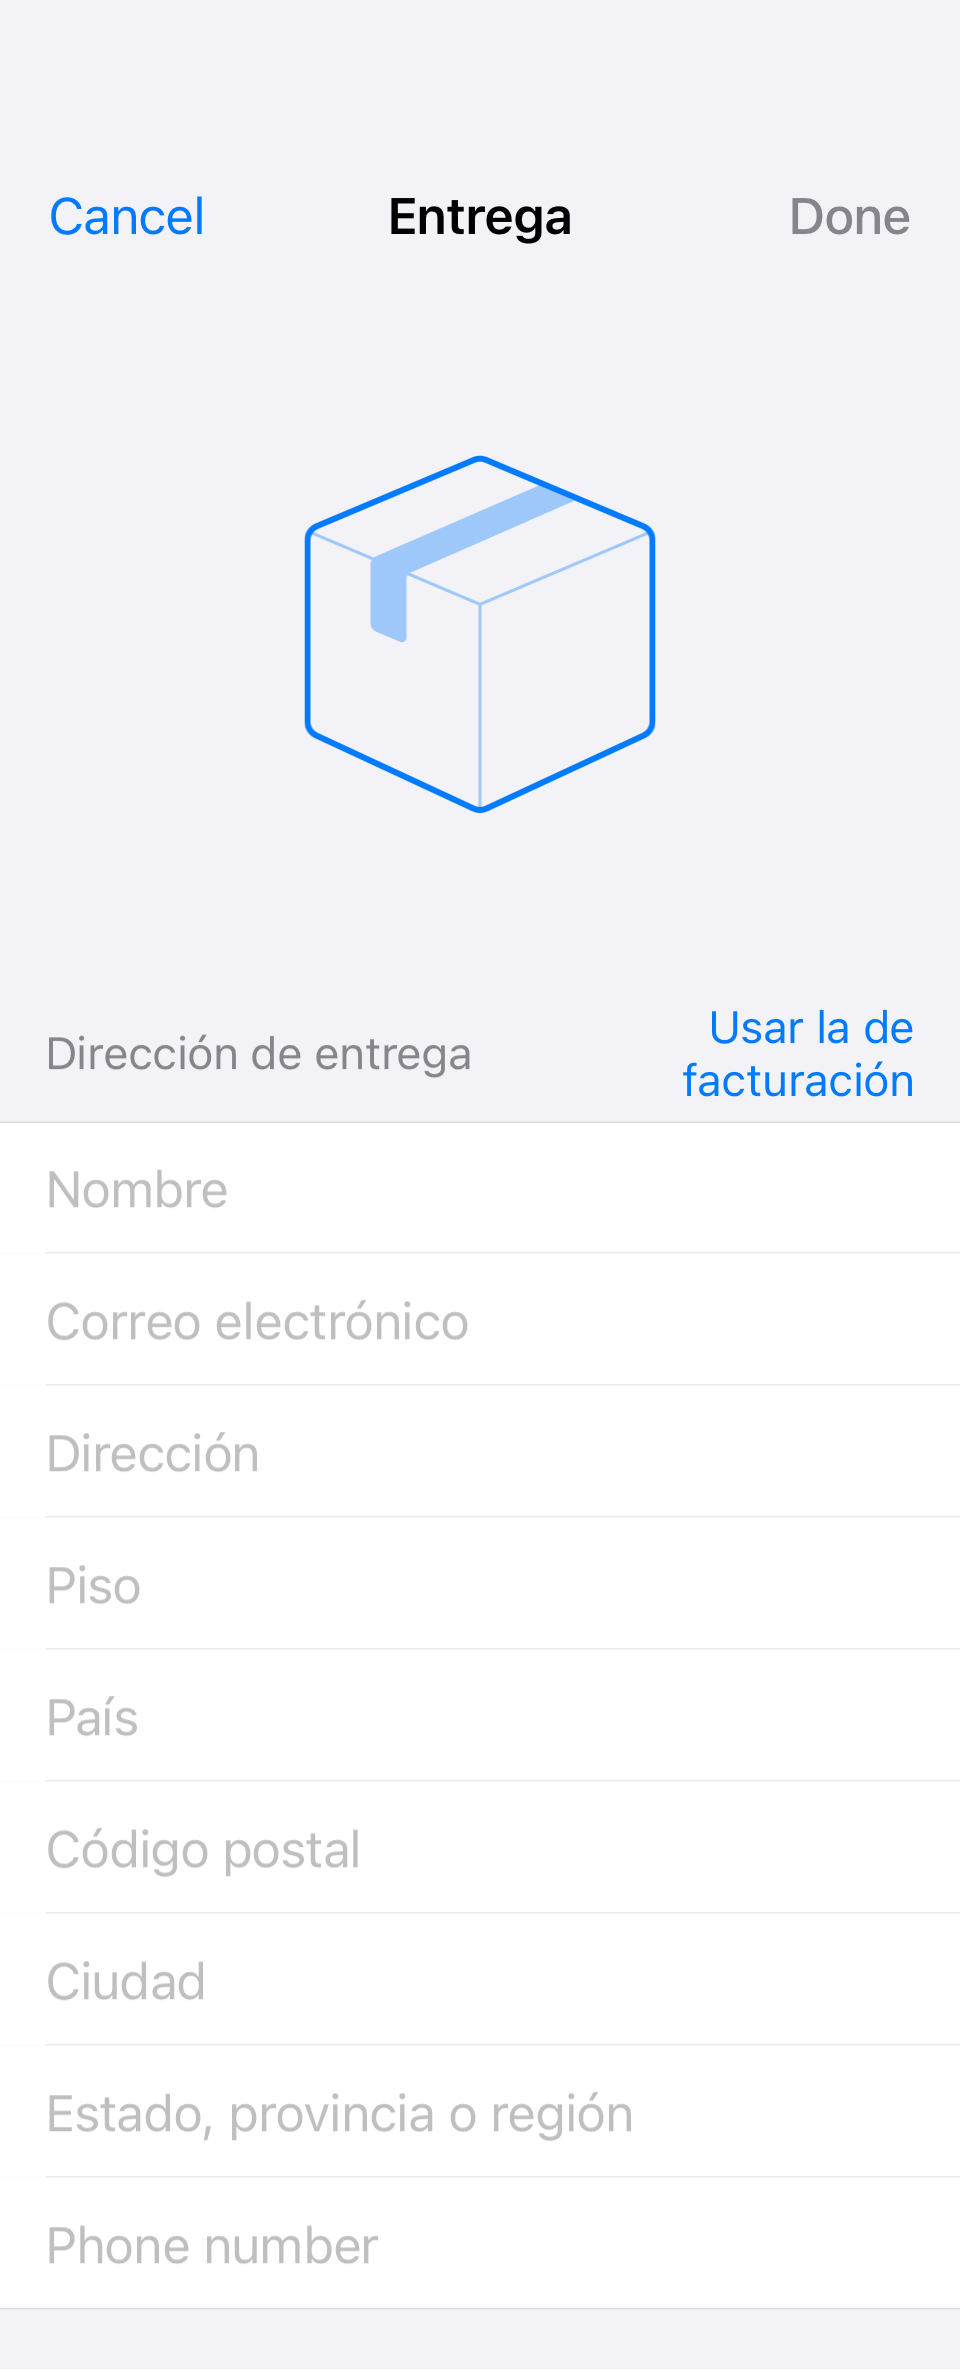 Cancel
Entrega
Done
Dirección de entrega
Usar la de
facturación
Nombre
Correo electrónico
Dirección
Piso
País
Código postal
Ciudad
Estado, provincia o región
Phone number